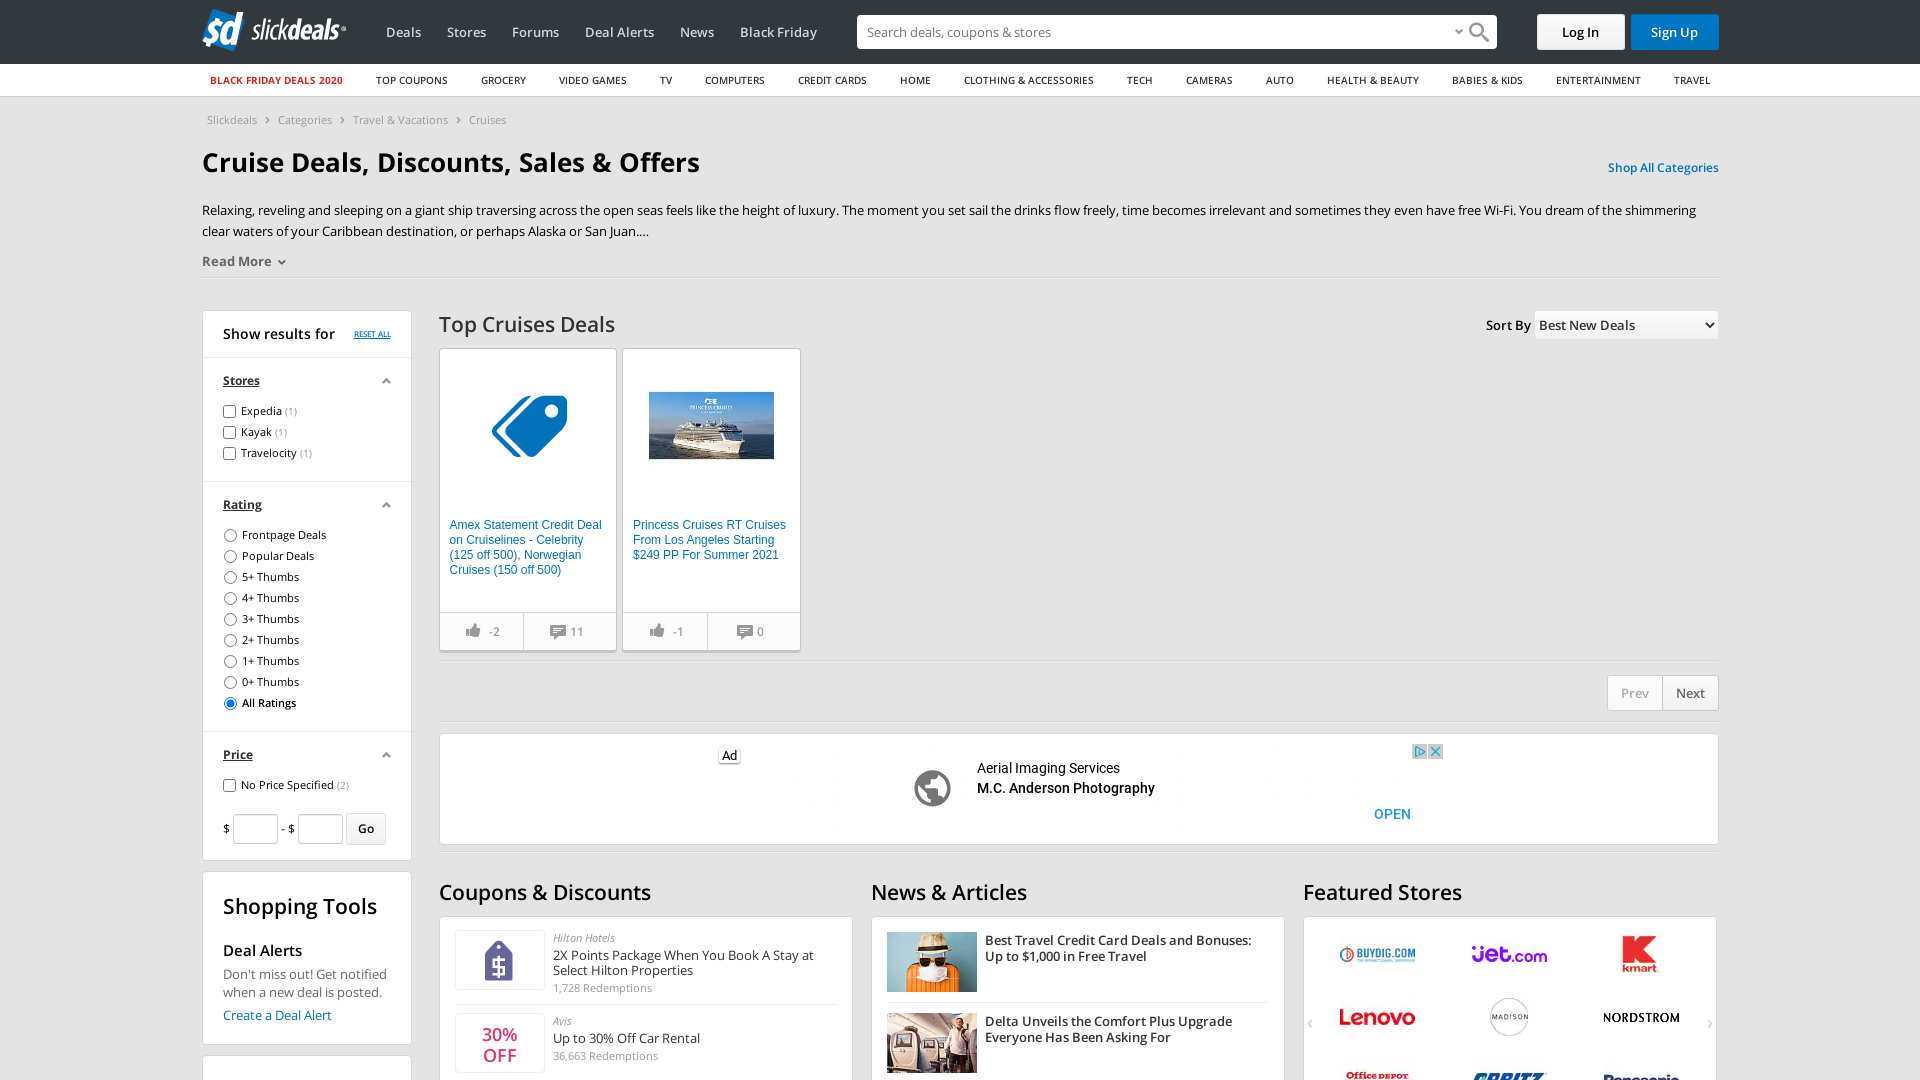 slickdeals
Deals
Stores
Forums
Deal Alerts
News
Black Friday
Search deals, coupons & stores
Log In
Sign Up
BLACK FRIDAY DEALS 2020
TOP COUPONS
GROCERY
VIDEO GAMES
TV
COMPUTERS
CREDIT CARDS
HOME
CLOTHING & ACCESSORIES
TECH
CAMERAS
AUTO
HEALTH & BEAUTY
BABIES & KIDS
ENTERTAINMENT
TRAVEL
Slickdeals > Categories > Travel & Vacations > Cruises
Cruise Deals, Discounts, Sales & Offers
Shop All Categories
Relaxing, reveling and sleeping on a giant ship traversing across the open seas feels like the height of luxury. The moment you set sail the drinks flow freely, time becomes irrelevant and sometimes they even have free Wi-Fi. You dream of the shimmering
clear waters of your Caribbean destination, or perhaps Alaska or San Juan....
Read More
Show results for
RESET ALL
Stores
Expedia (1)
Kayak (1)
Travelocity (1)
Rating
Frontpage Deals
Popular Deals
5+ Thumbs
4+ Thumbs
3+ Thumbs
2+ Thumbs
1+ Thumbs
0+ Thumbs
All Ratings
Price
No Price Specified (2)
$ - $ Go
Shopping Tools
Deal Alerts
Don't miss out! Get notified
when a new deal is posted.
Create a Deal Alert
Top Cruises Deals
Sort By Best New Deals
Amex Statement Credit Deal
on Cruiselines - Celebrity
(125 off 500), Norwegian
Cruises (150 off 500)
-2
11
PRINCESS CRUISES
Princess Cruises RT Cruises
From Los Angeles Starting
$249 PP For Summer 2021
-1
0
Prev
Next
Ad
Aerial Imaging Services
M.C. Anderson Photography
OPEN
Coupons & Discounts
Hilton Hotels
2X Points Package When You Book A Stay at
Select Hilton Properties
1,728 Redemptions
30%
OFF
Avis
Up to 30% Off Car Rental
36,663 Redemptions
News & Articles
Best Travel Credit Card Deals and Bonuses:
Up to $1,000 in Free Travel
Delta Unveils the Comfort Plus Upgrade
Everyone Has Been Asking For
Featured Stores
BUYDIG.COM
Jet.com
kmart
Lenovo
MADISON
NORDSTROM
Office DEPOT
ORBITZ
Panasonic